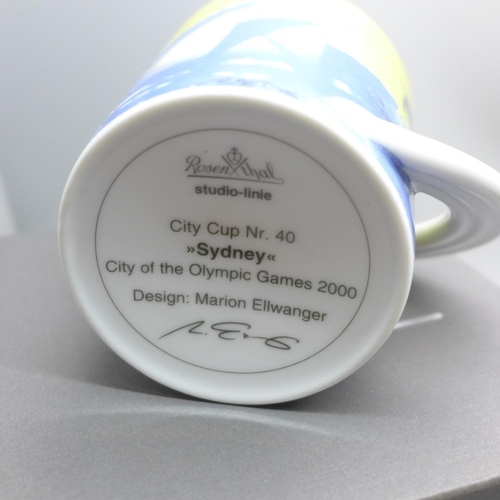 Rosenthal
studio-linie
City Cup Nr. 40
»Sydney«
City of the Olympic Games 2000
Design: Marion Ellwanger